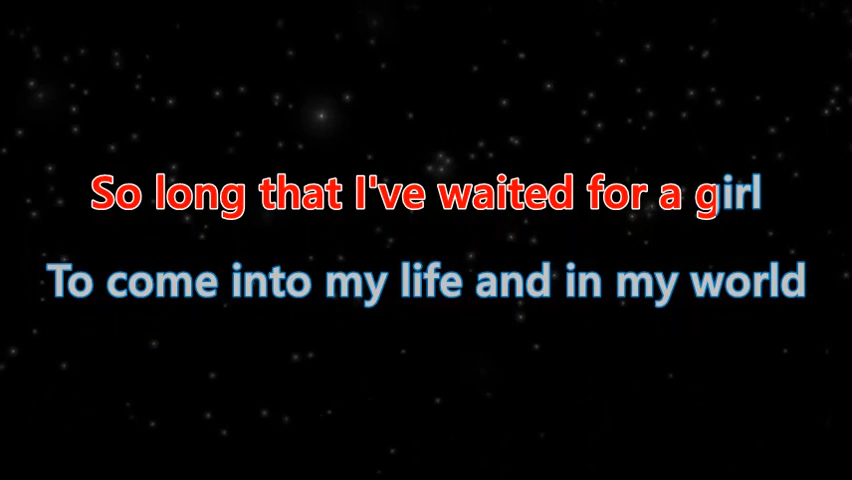 So long that I've waited for a girl
To come into my life and in my world